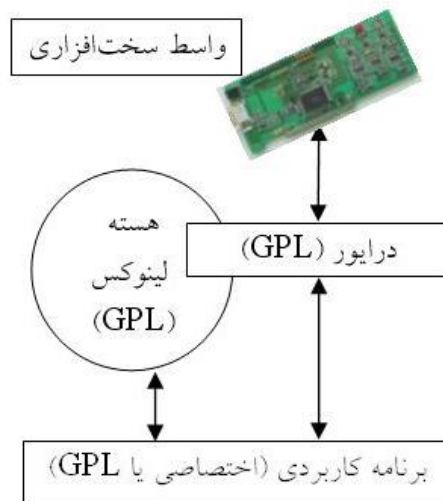 واسط سخت‌افزاری
هسته
لینوکس
(GPL)
درایور (GPL)
برنامه کاربردی (اختصاصی یا GPL)